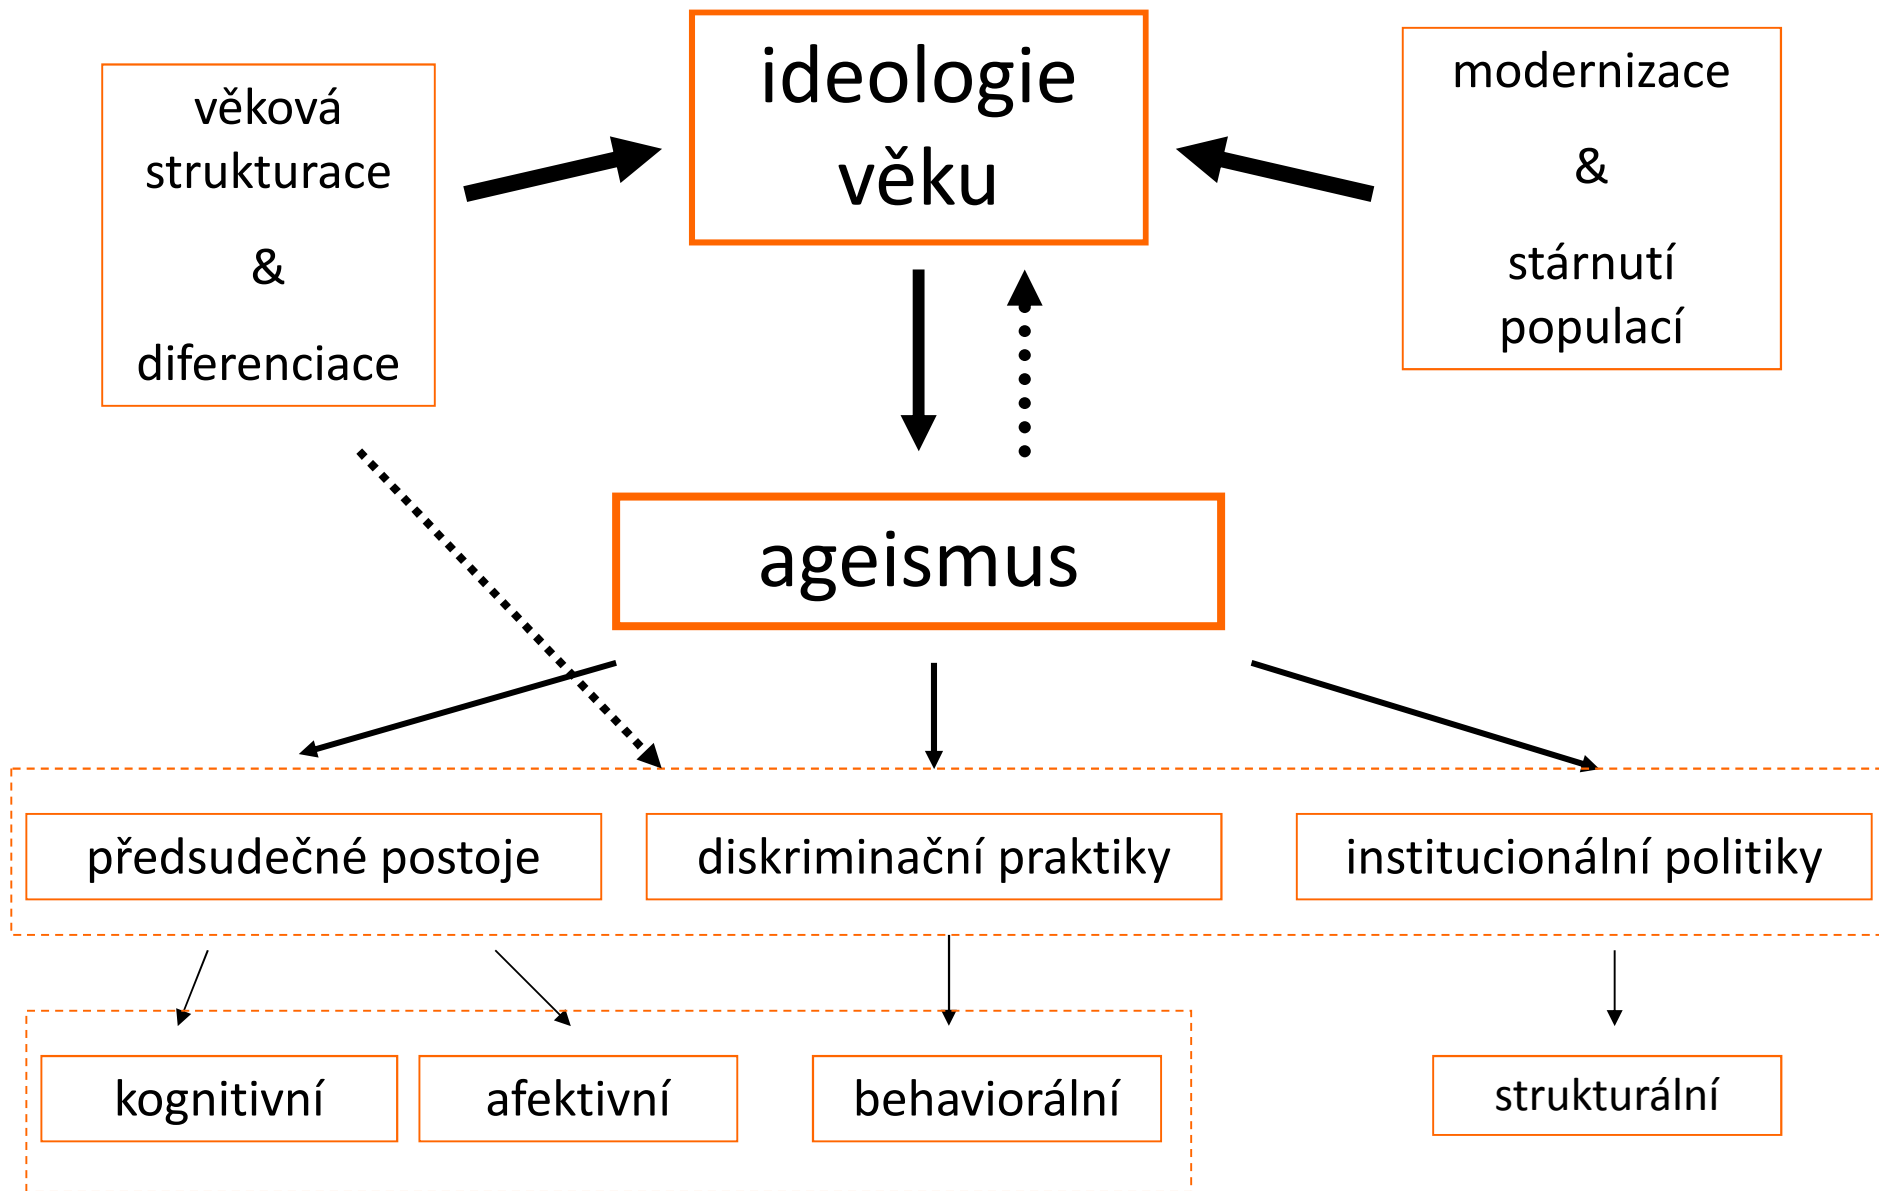 ideologie
věku
věková
strukturace
&
diferenciace
modernizace
&
stárnutí
populací
ageismus
předsudečné postoje
diskriminační praktiky
institucionální politiky
kognitivní
afektivní
behaviorální
strukturální